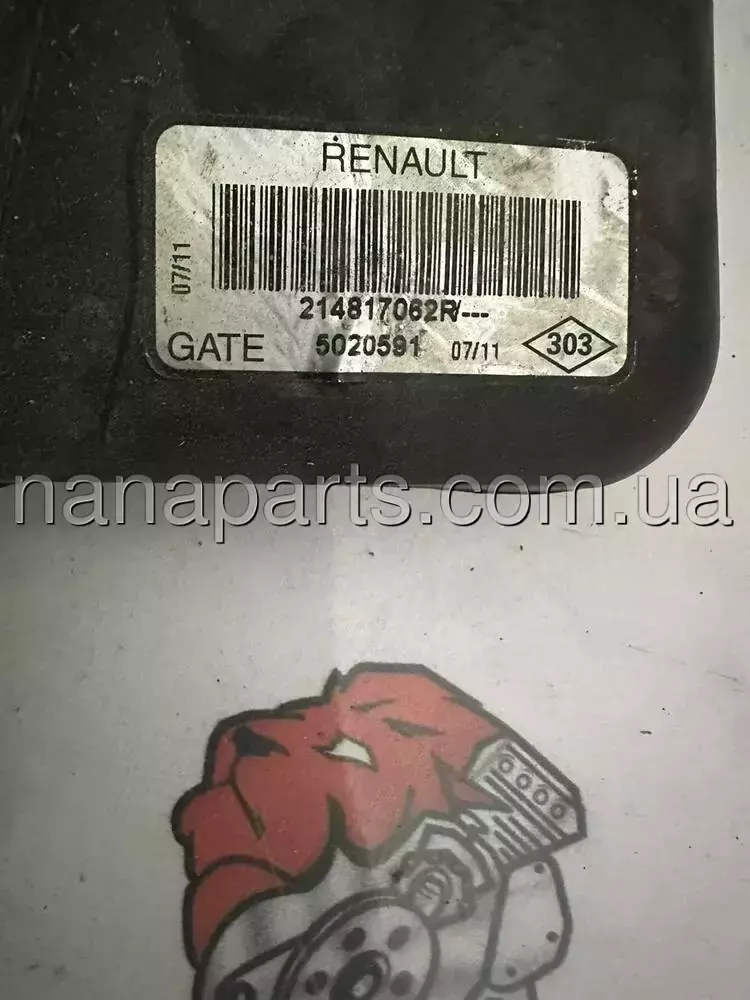 RENAULT
07/11
214817062R/---
GATE 5020591 07/11 303
nanaparts.com.ua